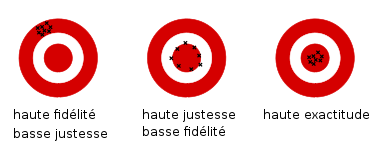 haute fidélité
basse justesse
haute justesse
basse fidélité
haute exactitude